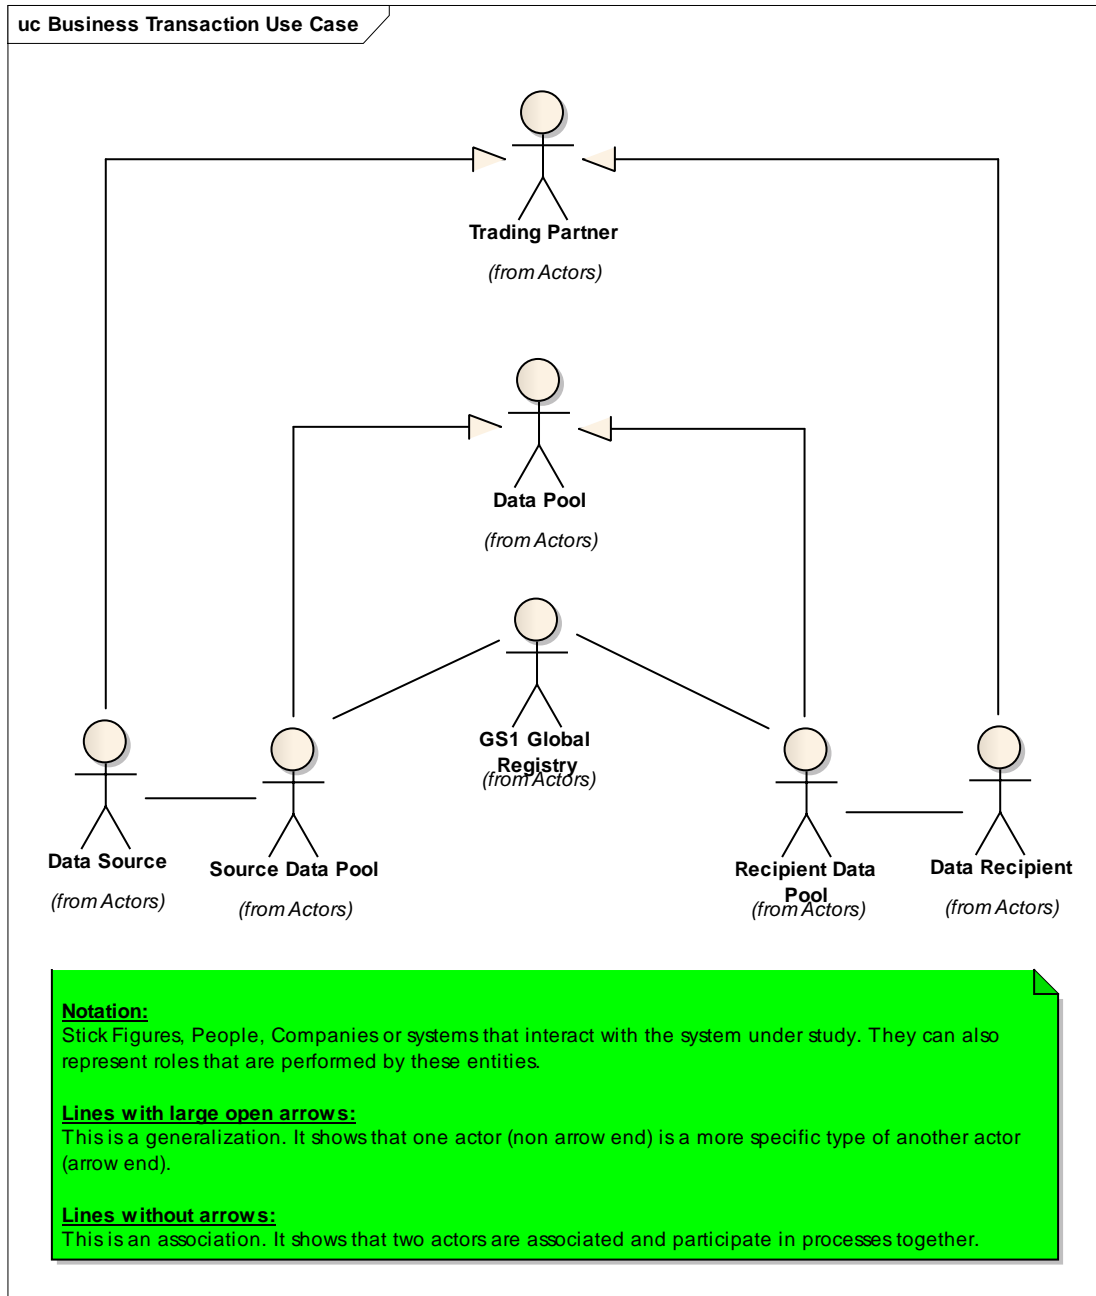 uc Business Transaction Use Case
Trading Partner
(from Actors)
Data Pool
(from Actors)
GS1 Global
Registry
(from Actors)
Data Source
(from Actors)
Source Data Pool
(from Actors)
Recipient Data
Pool
(from Actors)
Data Recipient
(from Actors)
Notation:
Stick Figures, People, Companies or systems that interact with the system under study. They can also
represent roles that are performed by these entities.
Lines with large open arrows:
This is a generalization. It shows that one actor (non arrow end) is a more specific type of another actor
(arrow end).
Lines without arrows:
This is an association. It shows that two actors are associated and participate in processes together.